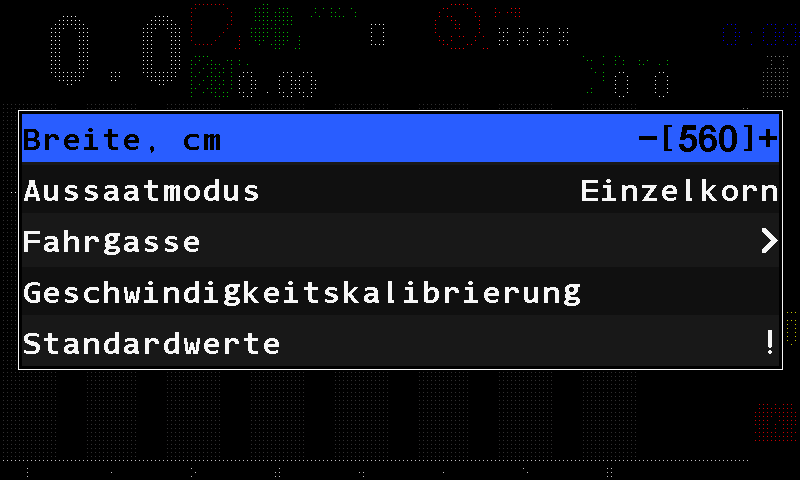 Breite, cm −[560]+
Aussaatmodus Einzelkorn
Fahrgasse >
Geschwindigkeitskalibrierung
Standardwerte !